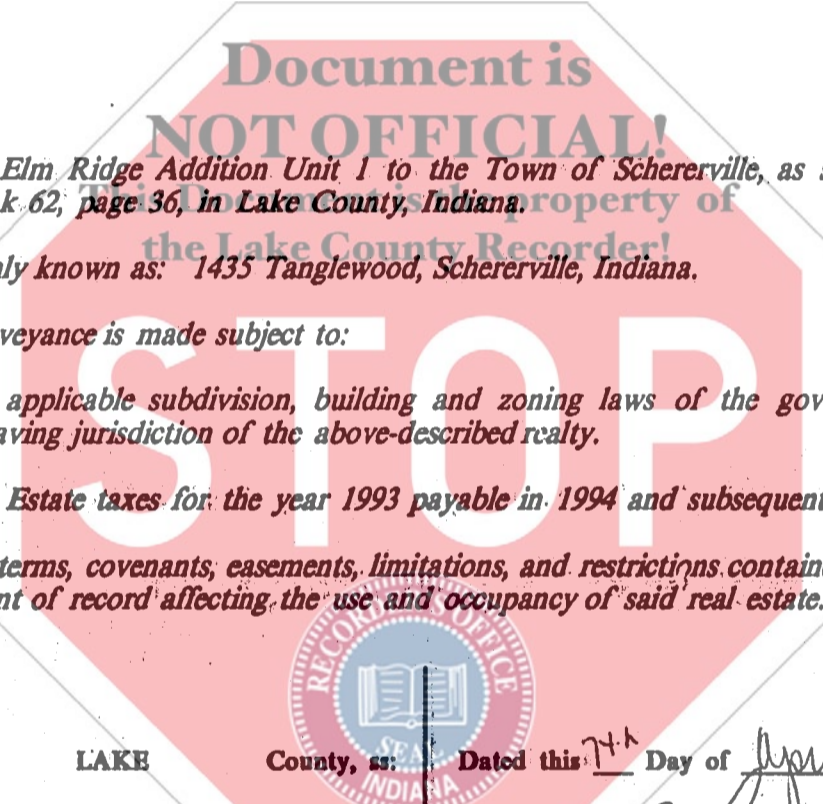 Document is
NOT OFFICIAL!
Elm Ridge Addition Unit 1 to the Town of Schererville, as
This Document is the property of
k 62, page 36, in Lake County, Indiana.
the Lake County Recorder!
ly known as: 1435 Tanglewood, Schererville, Indiana.
veyance is made subject to:
STOP
applicable subdivision, building and zoning laws of the gov
aving jurisdiction of the above-described realty.
Estate taxes for the year 1993 payable in 1994 and subsequent
terms, covenants, easements, limitations, and restrictions contain
nt of record affecting the use and occupancy of said real estate.
RECORDER'S OFFICE
SEAL
INDIANA
LAKE County, ss: Dated this 7th Day of Apr